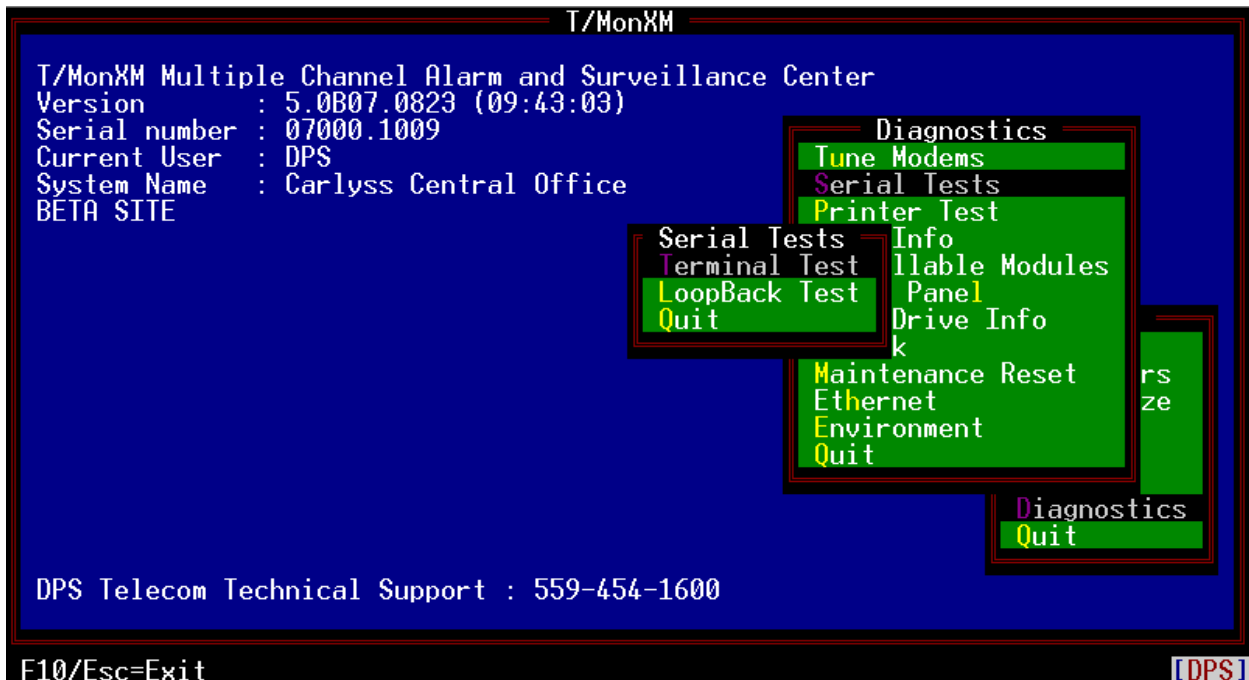 T/MonXM
T/MonXM Multiple Channel Alarm and Surveillance Center
Version : 5.0B07.0823 (09:43:03)
Serial number : 07000.1009
Current User : DPS
System Name : Carlyss Central Office
BETA SITE
Diagnostics
Tune Modems
Serial Tests
Printer Test
Info
llable Modules
Panel
Drive Info
k
Maintenance Reset
Ethernet
Environment
Quit
Serial Tests
Terminal Test
LoopBack Test
Quit
rs
ze
Diagnostics
Quit
DPS Telecom Technical Support : 559-454-1600
F10/Esc=Exit
[DPS]